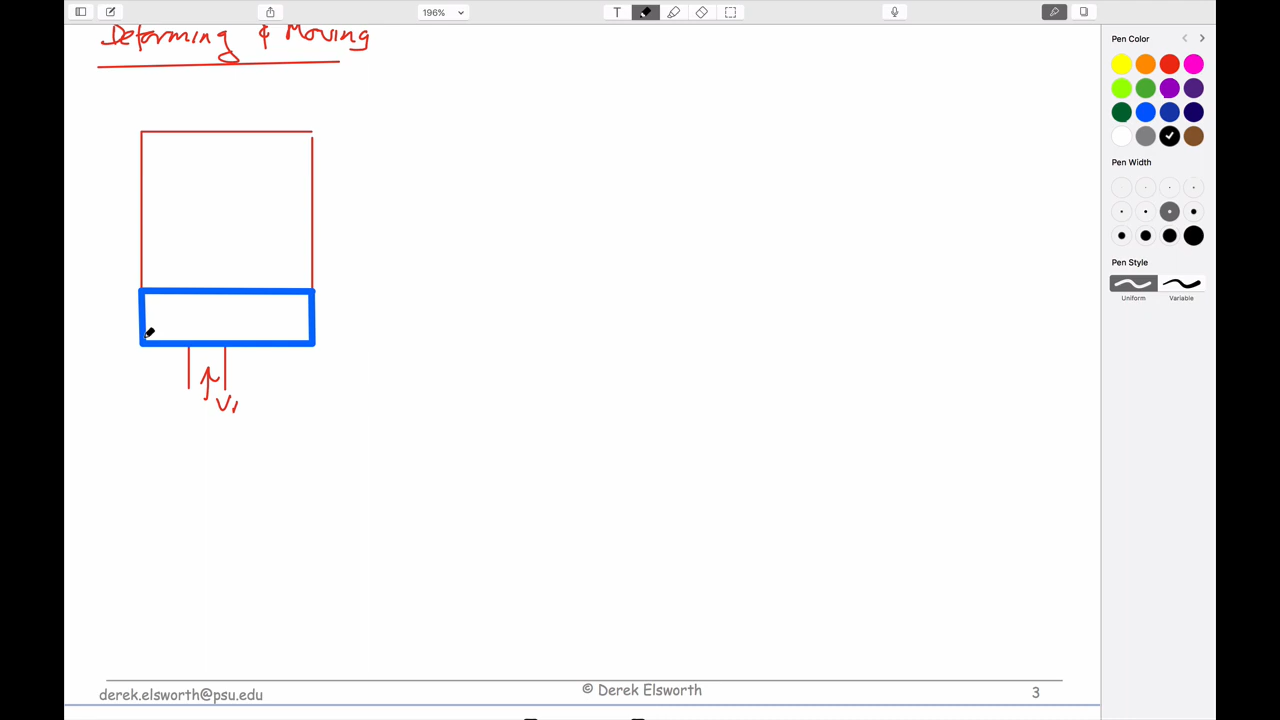 196%
T
Deforming & Moving
V₁
Pen Color
Pen Width
Pen Style
Uniform
Variable
derek.elsworth@psu.edu
© Derek Elsworth
3